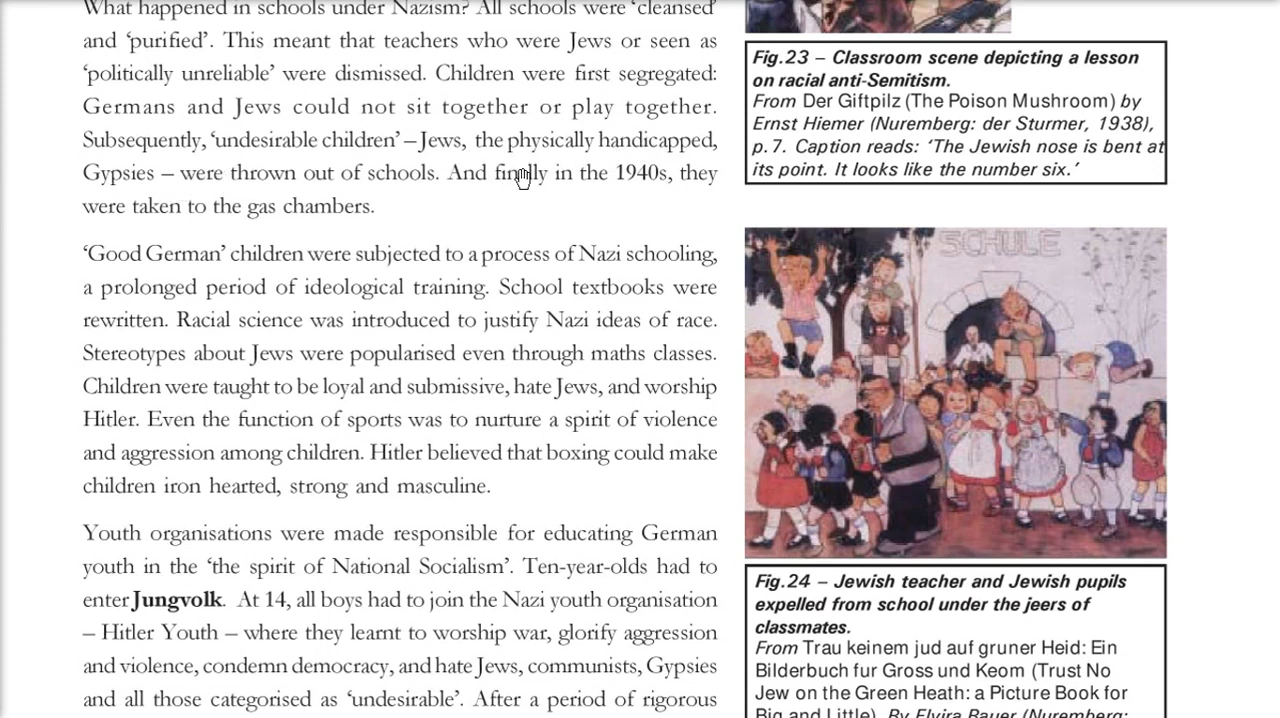 What happened in schools under Nazism? All schools were ‘cleansed’
and ‘purified’. This meant that teachers who were Jews or seen as
‘politically unreliable’ were dismissed. Children were first segregated:
Germans and Jews could not sit together or play together.
Subsequently, ‘undesirable children’ – Jews, the physically handicapped,
Gypsies – were thrown out of schools. And finally in the 1940s, they
were taken to the gas chambers.
‘Good German’ children were subjected to a process of Nazi schooling,
a prolonged period of ideological training. School textbooks were
rewritten. Racial science was introduced to justify Nazi ideas of race.
Stereotypes about Jews were popularised even through maths classes.
Children were taught to be loyal and submissive, hate Jews, and worship
Hitler. Even the function of sports was to nurture a spirit of violence
and aggression among children. Hitler believed that boxing could make
children iron hearted, strong and masculine.
Youth organisations were made responsible for educating German
youth in the ‘the spirit of National Socialism’. Ten-year-olds had to
enter Jungvolk. At 14, all boys had to join the Nazi youth organisation
– Hitler Youth – where they learnt to worship war, glorify aggression
and violence, condemn democracy, and hate Jews, communists, Gypsies
and all those categorised as ‘undesirable’. After a period of rigorous
Fig.23 – Classroom scene depicting a lesson
on racial anti-Semitism.
From Der Giftpilz (The Poison Mushroom) by
Ernst Hiemer (Nuremberg: der Sturmer, 1938),
p.7. Caption reads: ‘The Jewish nose is bent at
its point. It looks like the number six.’
SCHULE
Fig.24 – Jewish teacher and Jewish pupils
expelled from school under the jeers of
classmates.
From Trau keinem jud auf gruner Heid: Ein
Bilderbuch fur Gross und Keom (Trust No
Jew on the Green Heath: a Picture Book for
Big and Little). By Elvira Bauer (Nuremberg: